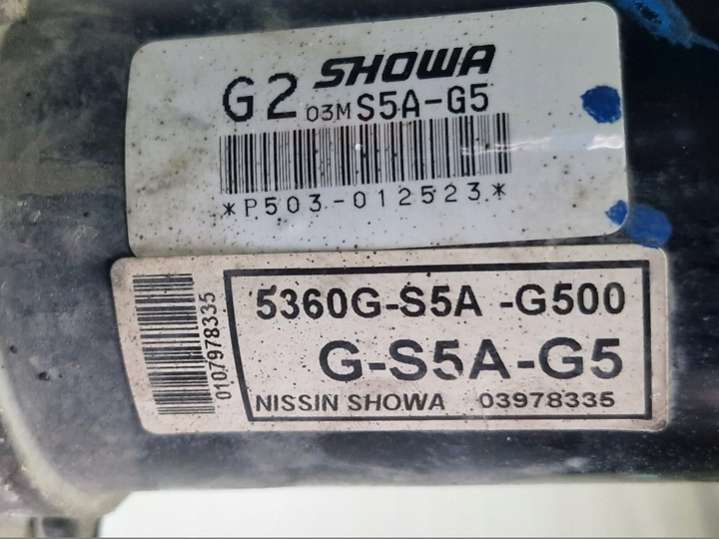 SHOWA
G2 03M S5A-G5
*P503-012523*
0107978335
5360G-S5A -G500
G-S5A-G5
NISSIN SHOWA 03978335